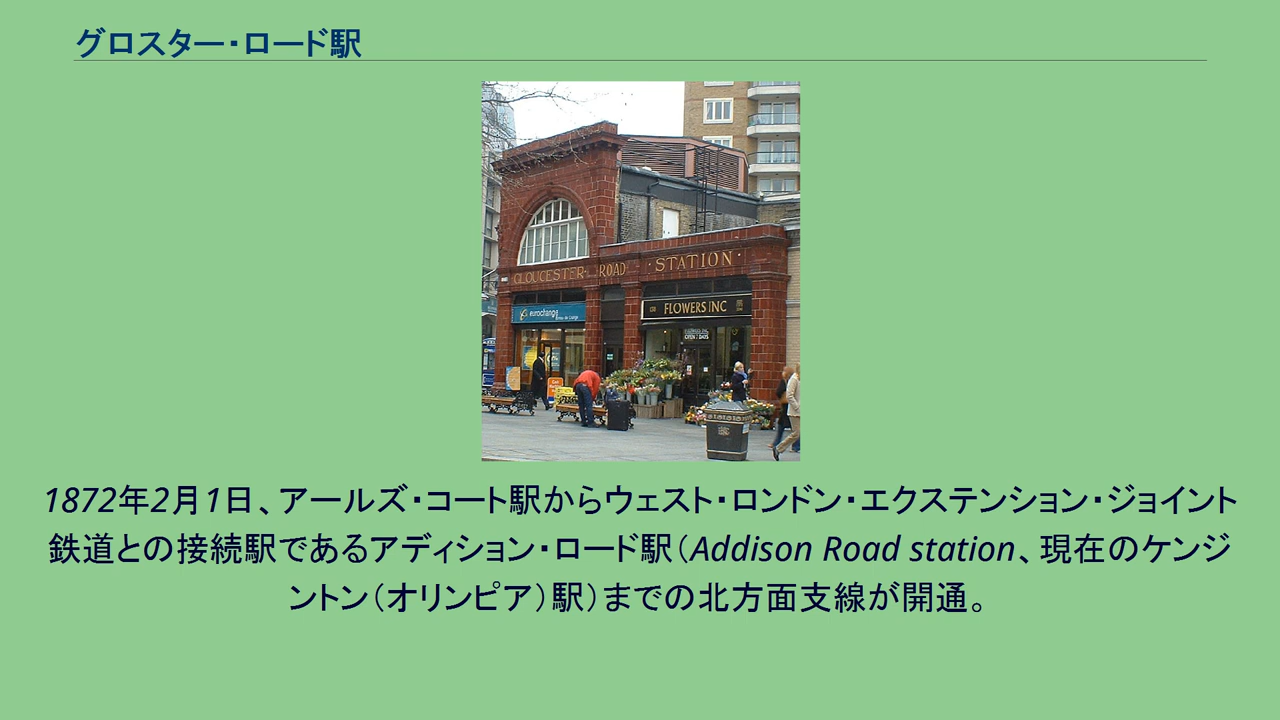 グロスター・ロード駅
GLOUCESTER ROAD STATION
eurochange
FLOWERS INC
FLOWERS INC
OPEN 7 DAYS
1872年2月1日、アールズ・コート駅からウェスト・ロンドン・エクステンション・ジョイント
鉄道との接続駅であるアディション・ロード駅（Addison Road station、現在のケンジ
ントン（オリンピア）駅）までの北方面支線が開通。